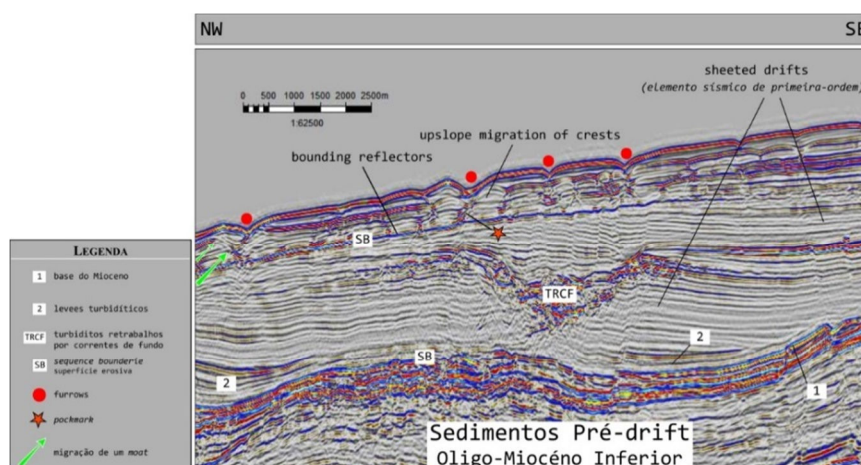 NW
SE
0 500 1000 1500 2000 2500m
1:62500
sheeted drifts
(elemento sísmico de primeira-ordem)
upslope migration of crests
bounding reflectors
SB
TRCF
SB
2
2
1
Sedimentos Pré-drift
Oligo-Miocéno Inferior
LEGENDA
1 base do Mioceno
2 levees turbidíticos
TRCF turbiditos retrabalhos
por correntes de fundo
SB sequence bounderie
superfície erosiva
furrows
pockmark
migração de um moat